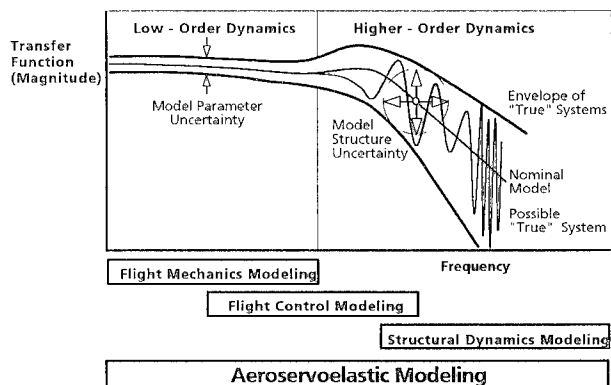 Low - Order Dynamics
Higher - Order Dynamics
Transfer
Function
(Magnitude)
Model Parameter
Uncertainty
Model
Structure
Uncertainty
Envelope of
"True" Systems
Nominal
Model
Possible
"True" System
Frequency
Flight Mechanics Modeling
Flight Control Modeling
Structural Dynamics Modeling
Aeroservoelastic Modeling